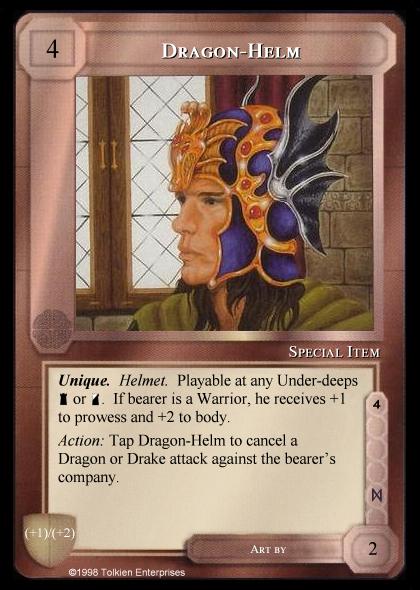 4
DRAGON-HELM
SPECIAL ITEM
Unique. Helmet. Playable at any Under-deeps
or . If bearer is a Warrior, he receives +1
to prowess and +2 to body.
Action: Tap Dragon-Helm to cancel a
Dragon or Drake attack against the bearer's
company.
4
(+1)/(+2)
ART BY
2
©1998 Tolkien Enterprises